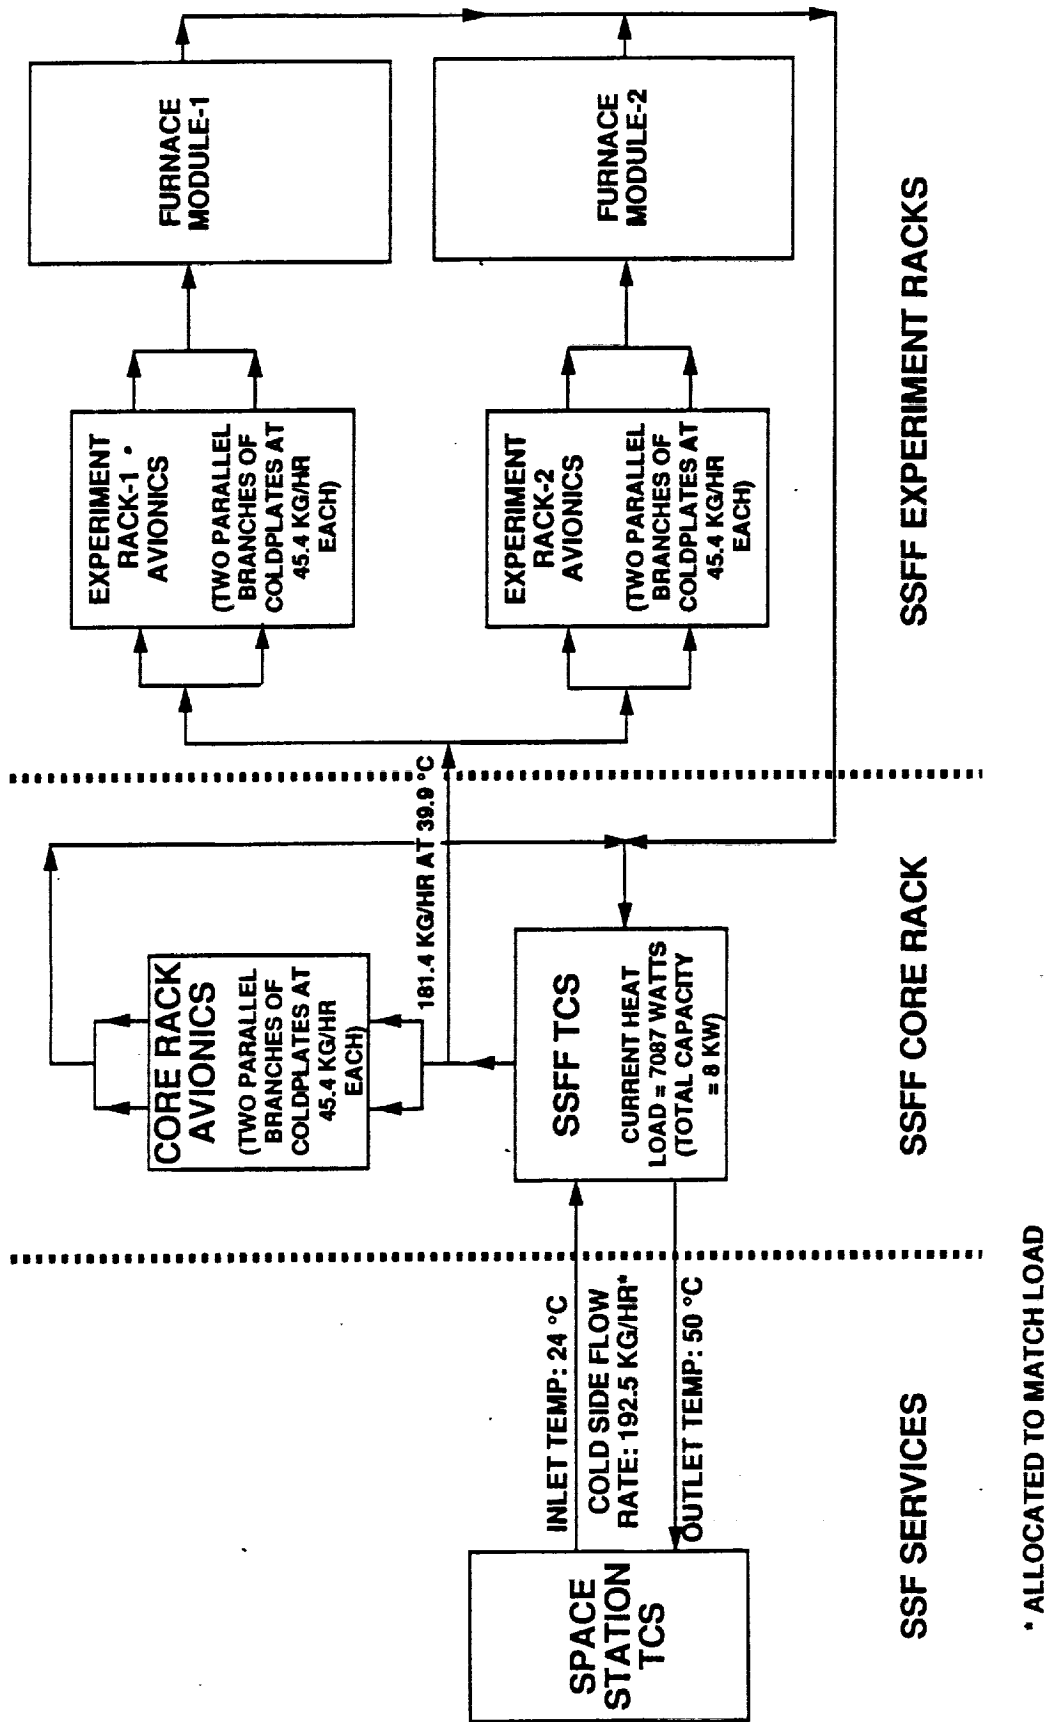 SPACE
STATION
TCS
INLET TEMP: 24 °C
COLD SIDE FLOW
RATE: 192.5 KG/HR*
OUTLET TEMP: 50 °C
SSF SERVICES
CORE RACK
AVIONICS
(TWO PARALLEL
BRANCHES OF
COLDPLATES AT
45.4 KG/HR
EACH)
181.4 KG/HR AT 39.9 °C
SSFF TCS
CURRENT HEAT
LOAD = 7087 WATTS
(TOTAL CAPACITY
= 8 KW)
SSFF CORE RACK
EXPERIMENT
RACK-1
AVIONICS
(TWO PARALLEL
BRANCHES OF
COLDPLATES AT
45.4 KG/HR
EACH)
FURNACE
MODULE-1
EXPERIMENT
RACK-2
AVIONICS
(TWO PARALLEL
BRANCHES OF
COLDPLATES AT
45.4 KG/HR
EACH)
FURNACE
MODULE-2
SSFF EXPERIMENT RACKS
* ALLOCATED TO MATCH LOAD